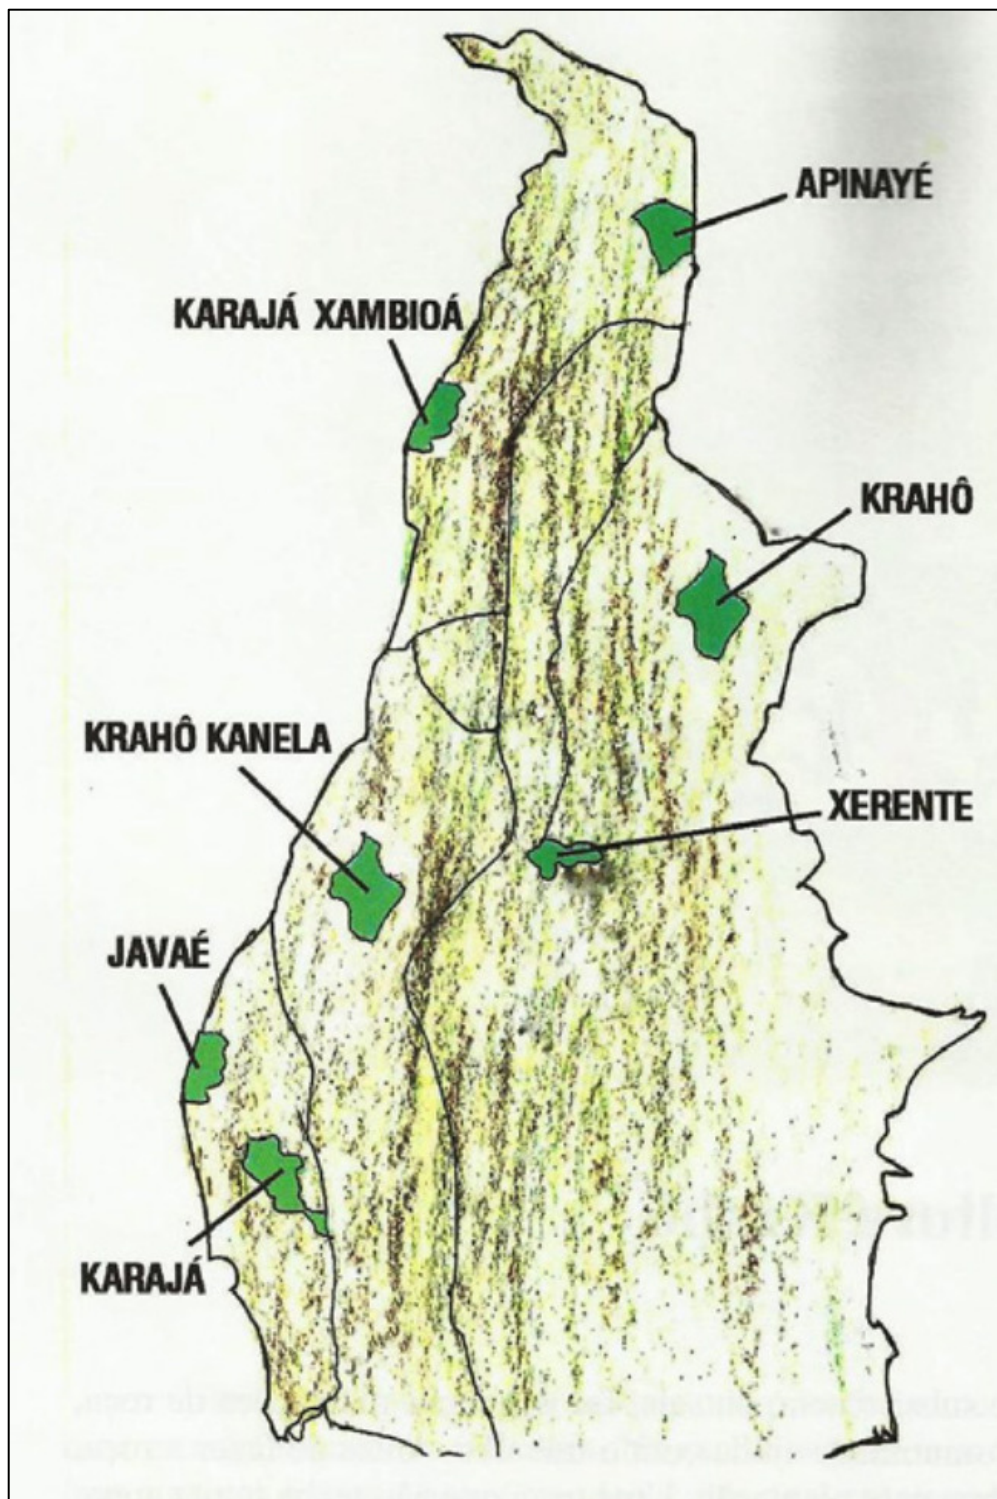 APINAYÉ
KARAJÁ XAMBIOÁ
KRAHÔ
KRAHÔ KANELA
XERENTE
JAVAÉ
KARAJÁ